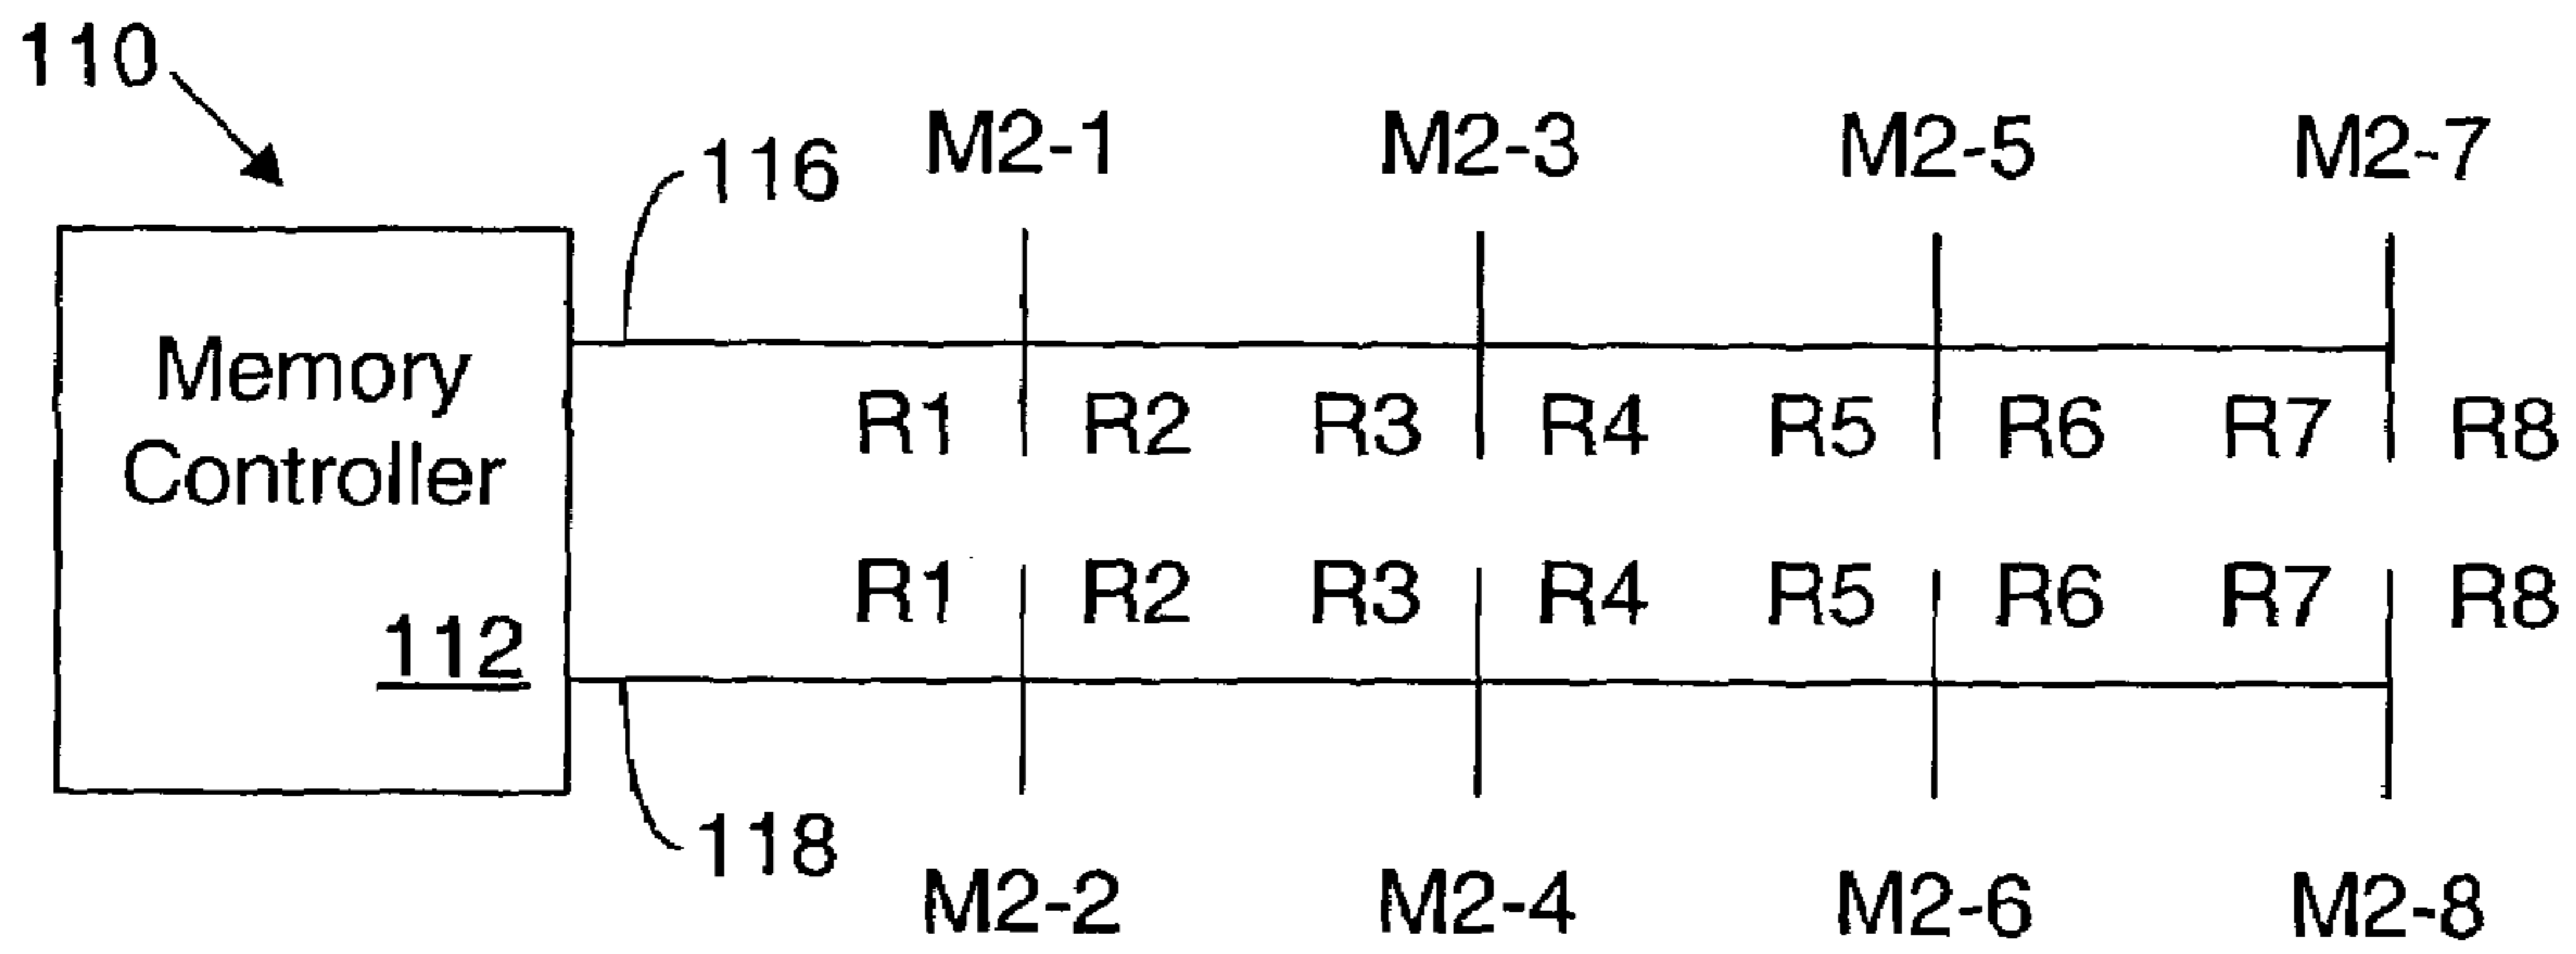 110
116
M2-1 M2-3 M2-5 M2-7
Memory
Controller
112
R1 R2 R3 R4 R5 R6 R7 R8
R1 R2 R3 R4 R5 R6 R7 R8
118
M2-2 M2-4 M2-6 M2-8